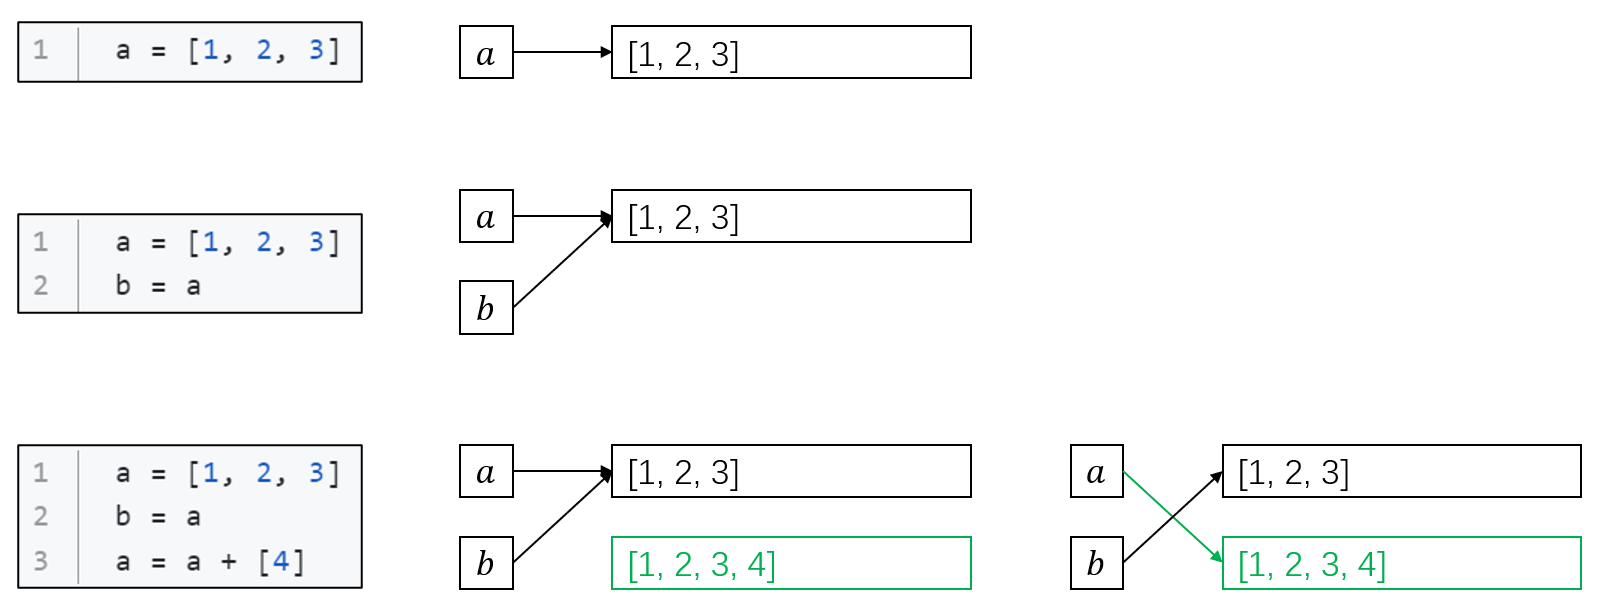 1 a = [1, 2, 3]
a [1, 2, 3]
1 a = [1, 2, 3]
2 b = a
a [1, 2, 3]
b
1 a = [1, 2, 3]
2 b = a
3 a = a + [4]
a [1, 2, 3]
b [1, 2, 3, 4]
a [1, 2, 3]
b [1, 2, 3, 4]